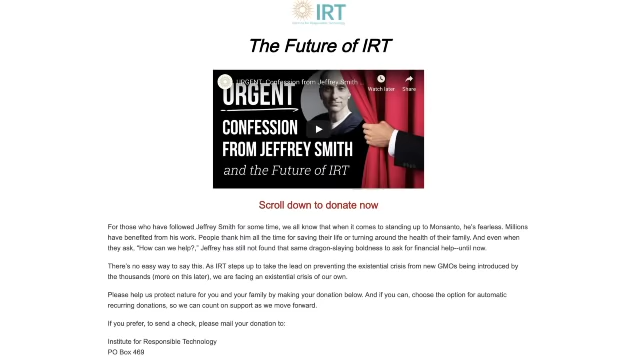 IRT
The Future of IRT
URGENT: Confession from Jeffrey Smith
Watch later
Share
URGENT
CONFESSION
FROM JEFFREY SMITH
and the Future of IRT
Scroll down to donate now
For those who have followed Jeffrey Smith for some time, we all know that when it comes to standing up to Monsanto, he's fearless. Millions
have benefited from his work. People thank him all the time for saving their life or turning around the health of their family. And even when
they ask, "How can we help?," Jeffrey has still not found that same dragon-slaying boldness to ask for financial help--until now.
There's no easy way to say this. As IRT steps up to take the lead on preventing the existential crisis from new GMOs being introduced by
the thousands (more on this later), we are facing an existential crisis of our own.
Please help us protect nature for you and your family by making your donation below. And if you can, choose the option for automatic
recurring donations, so we can count on support as we move forward.
If you prefer, to send a check, please mail your donation to:
Institute for Responsible Technology
PO Box 469